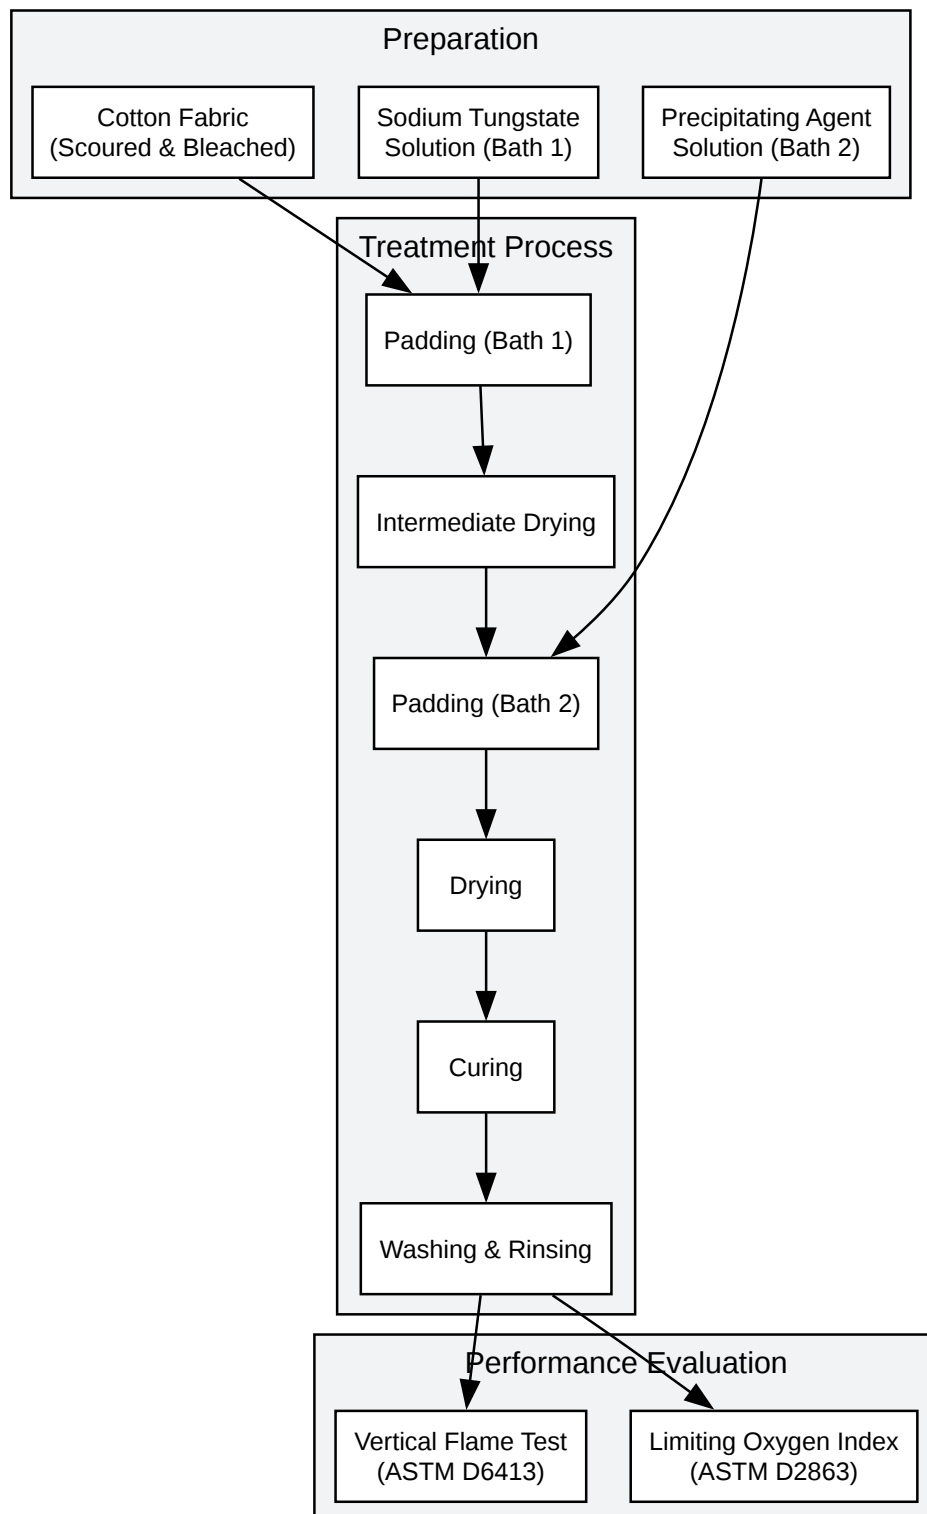 Preparation
Cotton Fabric
(Scoured & Bleached)
Sodium Tungstate
Solution (Bath 1)
Precipitating Agent
Solution (Bath 2)
Treatment Process
Padding (Bath 1)
Intermediate Drying
Padding (Bath 2)
Drying
Curing
Washing & Rinsing
Performance Evaluation
Vertical Flame Test
(ASTM D6413)
Limiting Oxygen Index
(ASTM D2863)